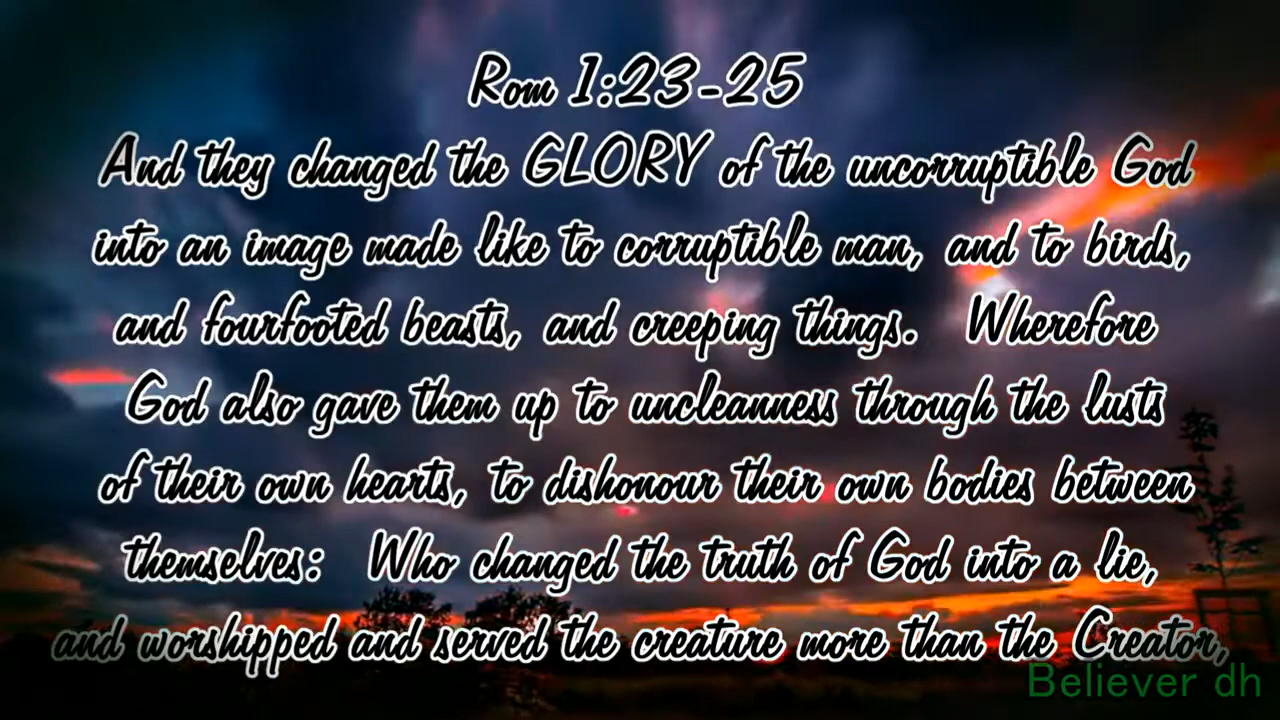 Rom 1:23-25
And they changed the GLORY of the uncorruptible God
into an image made like to corruptible man, and to birds,
and fourfooted beasts, and creeping things. Wherefore
God also gave them up to uncleanness through the lusts
of their own hearts, to dishonour their own bodies between
themselves: Who changed the truth of God into a lie,
and worshipped and served the creature more than the Creator,
Believer dh